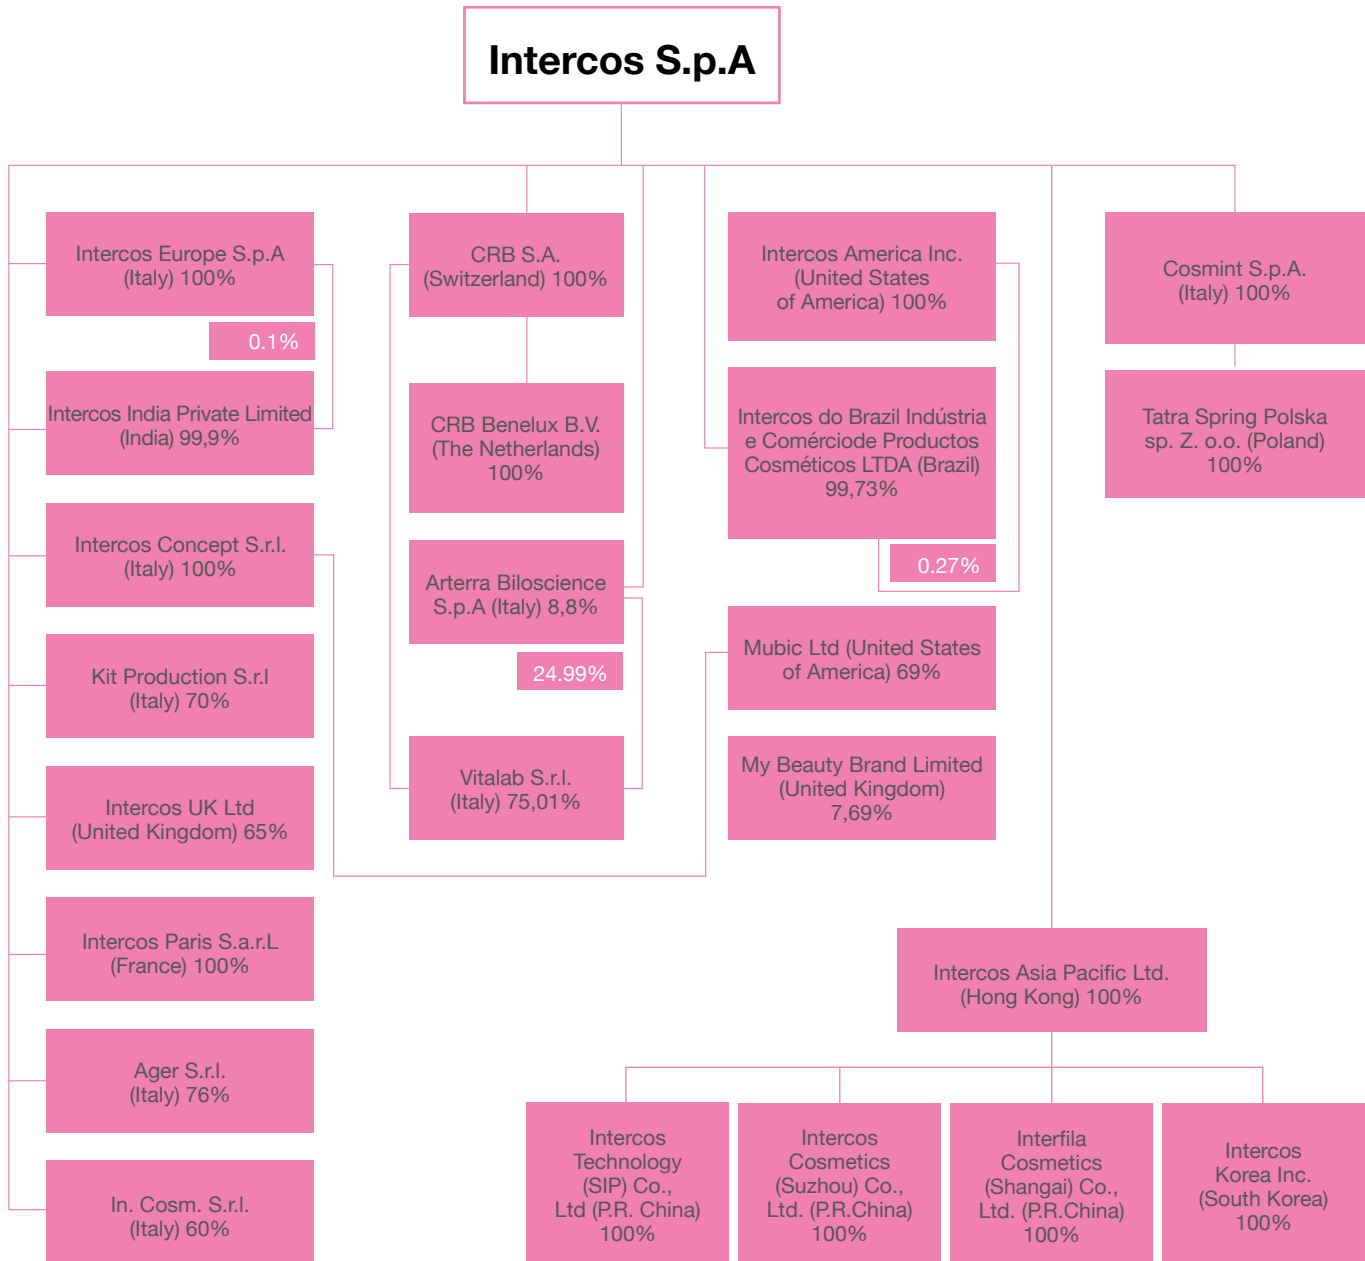 Intercos S.p.A
Intercos Europe S.p.A
(Italy) 100%
0.1%
Intercos India Private Limited
(India) 99,9%
Intercos Concept S.r.l.
(Italy) 100%
Kit Production S.r.l
(Italy) 70%
Intercos UK Ltd
(United Kingdom) 65%
Intercos Paris S.a.r.L
(France) 100%
Ager S.r.l.
(Italy) 76%
In. Cosm. S.r.l.
(Italy) 60%
CRB S.A.
(Switzerland) 100%
CRB Benelux B.V.
(The Netherlands)
100%
Arterra Biloscience
S.p.A (Italy) 8,8%
24.99%
Vitalab S.r.l.
(Italy) 75,01%
Intercos America Inc.
(United States
of America) 100%
Intercos do Brazil Indústria
e Comérciode Productos
Cosméticos LTDA (Brazil)
99,73%
0.27%
Mubic Ltd (United States
of America) 69%
My Beauty Brand Limited
(United Kingdom)
7,69%
Cosmint S.p.A.
(Italy) 100%
Tatra Spring Polska
sp. Z. o.o. (Poland)
100%
Intercos Asia Pacific Ltd.
(Hong Kong) 100%
Intercos
Technology
(SIP) Co.,
Ltd (P.R. China)
100%
Intercos
Cosmetics
(Suzhou) Co.,
Ltd. (P.R.China)
100%
Interfila
Cosmetics
(Shangai) Co.,
Ltd. (P.R.China)
100%
Intercos
Korea Inc.
(South Korea)
100%